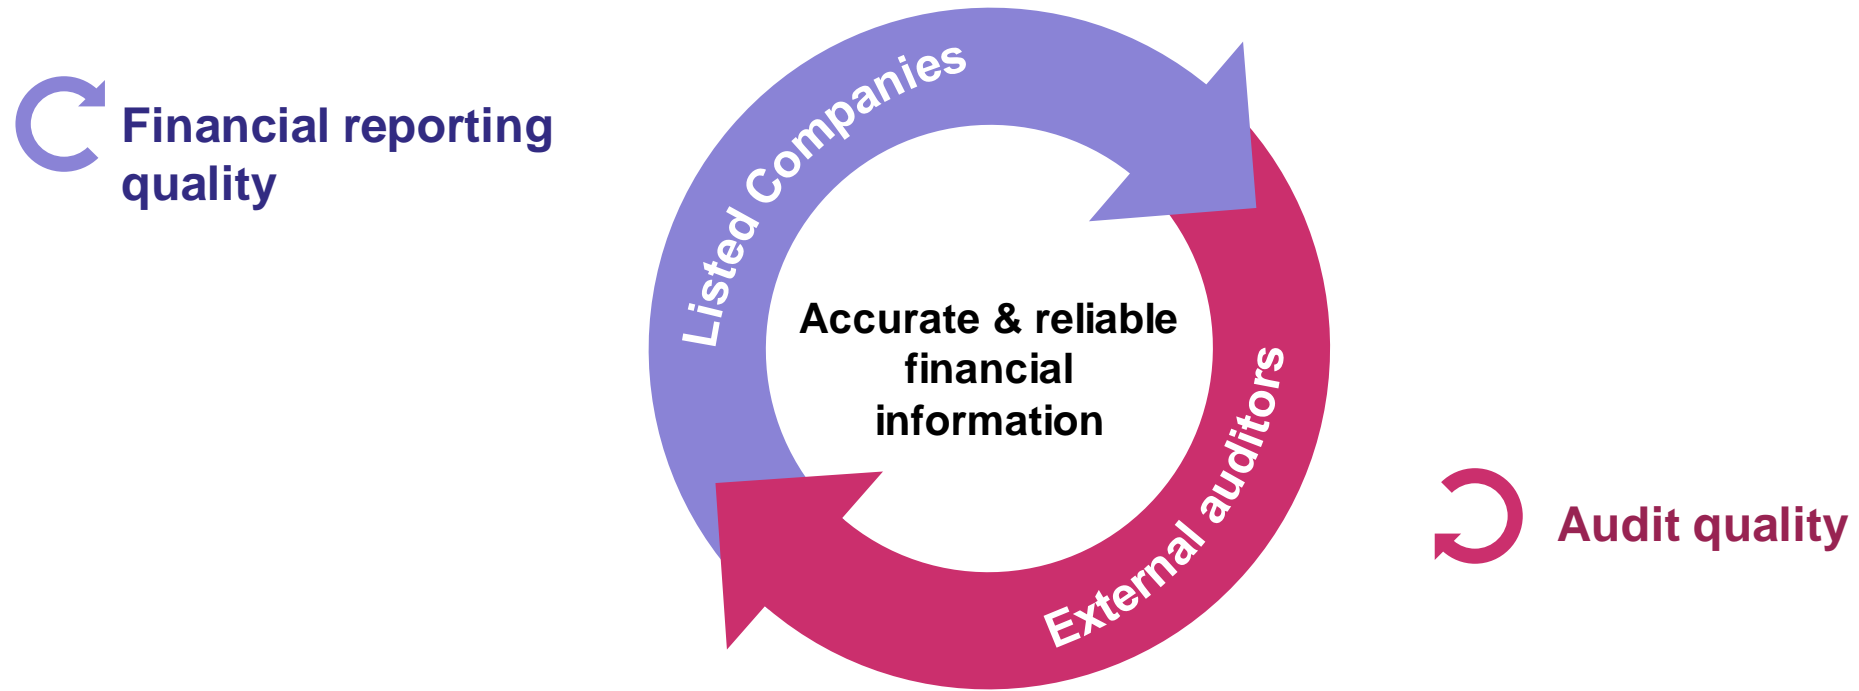 Financial reporting
quality
Listed Companies
Accurate & reliable
financial
information
External auditors
Audit quality